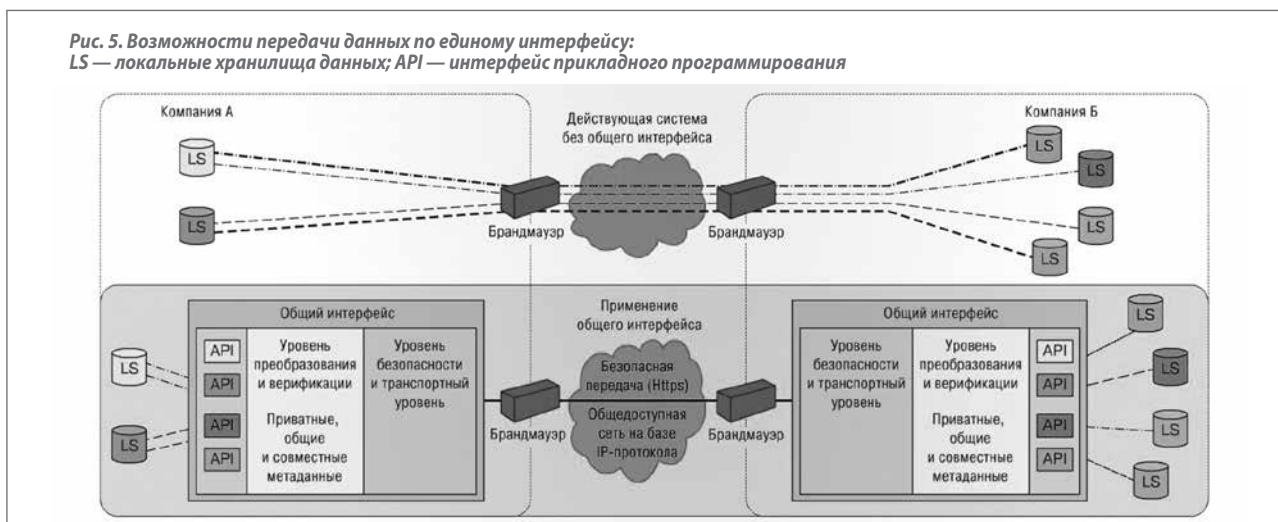 Рис. 5. Возможности передачи данных по единому интерфейсу:
LS — локальные хранилища данных; API — интерфейс прикладного программирования
Компания А
Действующая система
без общего интерфейса
Компания Б
LS
LS
LS
LS
LS
LS
Брандмауэр
Брандмауэр
Общий интерфейс
Применение
общего интерфейса
Общий интерфейс
LS
LS
API
API
API
API
Уровень
преобразования
и верификации
Приватные,
общие
и совместные
метаданные
Уровень
безопасности
и транспортный
уровень
Брандмауэр
Безопасная
передача (Https)
Общедоступная
сеть на базе
IP-протокола
Брандмауэр
Уровень
безопасности
и транспортный
уровень
Уровень
преобразования
и верификации
Приватные,
общие
и совместные
метаданные
API
API
API
API
LS
LS
LS
LS